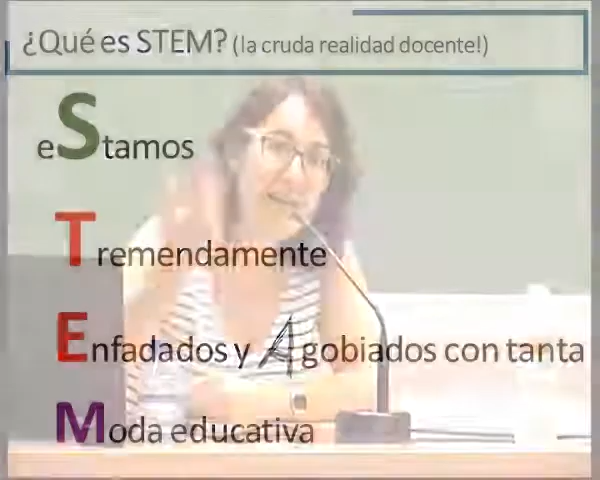 ¿Qué es STEM? (la cruda realidad docente!)
eStamos
Tremendamente
Enfadados y Agobiados con tanta
Moda educativa